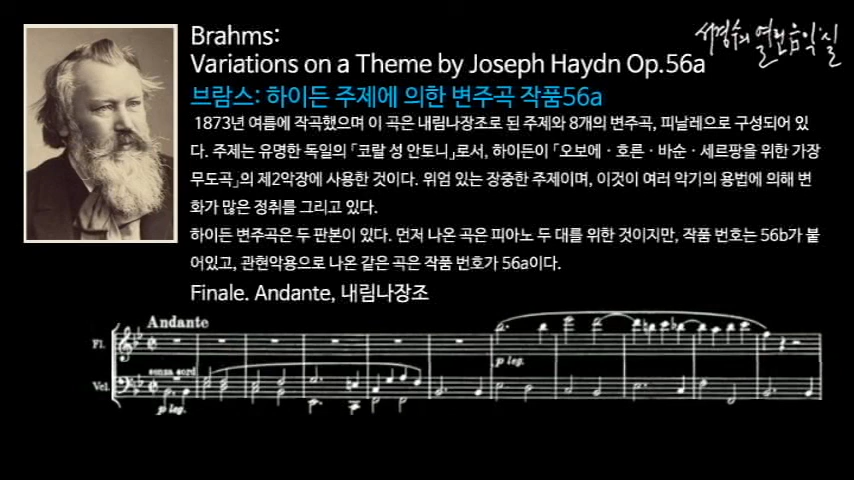 서경수의 열린음악실
Brahms:
Variations on a Theme by Joseph Haydn Op.56a
브람스: 하이든 주제에 의한 변주곡 작품56a
1873년 여름에 작곡했으며 이 곡은 내림나장조로 된 주제와 8개의 변주곡, 피날레으로 구성되어 있
다. 주제는 유명한 독일의 「코랄 성 안토니」로서, 하이든이 「오보에 · 호른 · 바순 · 세르팡을 위한 가장
무도곡」의 제2악장에 사용한 것이다. 위엄 있는 장중한 주제이며, 이것이 여러 악기의 용법에 의해 변
화가 많은 정취를 그리고 있다.
하이든 변주곡은 두 판본이 있다. 먼저 나온 곡은 피아노 두 대를 위한 것이지만, 작품 번호는 56b가 붙
어있고, 관현악용으로 나온 같은 곡은 작품 번호가 56a이다.
Finale. Andante, 내림나장조
Andante
Fl.
p leg.
senza sord
Vcl.
p leg.